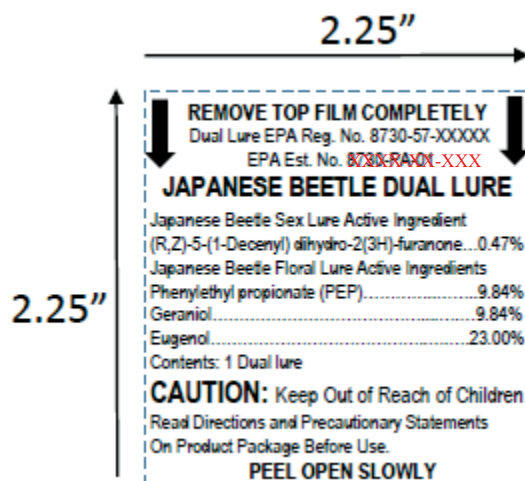 2.25”
REMOVE TOP FILM COMPLETELY
Dual Lure EPA Reg. No. 8730-57-XXXXX
EPA Est. No.
JAPANESE BEETLE DUAL LURE
Japanese Beetle Sex Lure Active Ingredient
(R,Z)-5-(1-Decenyl) dihydro-2(3H)-furanone...0.47%
Japanese Beetle Floral Lure Active Ingredients
Phenylethyl propionate (PEP)..........................9.84%
2.25”
Geraniol............................................................9.84%
Eugenol..........................................................23.00%
Contents: 1 Dual lure
CAUTION: Keep Out of Reach of Children
Read Directions and Precautionary Statements
On Product Package Before Use.
PEEL OPEN SLOWLY